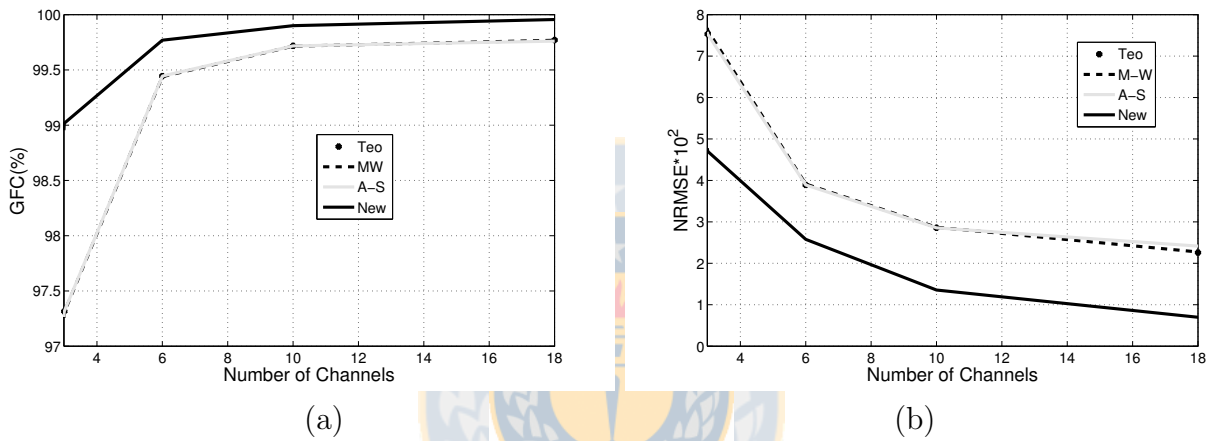 100
99.5
99
98.5
98
97.5
97
4 6 8 10 12 14 16 18
GFC(%)
Number of Channels
Teo
MW
A-S
New
(a)
8
7
6
5
4
3
2
1
0
4 6 8 10 12 14 16 18
NRMSE*10^2
Number of Channels
Teo
M-W
A-S
New
(b)